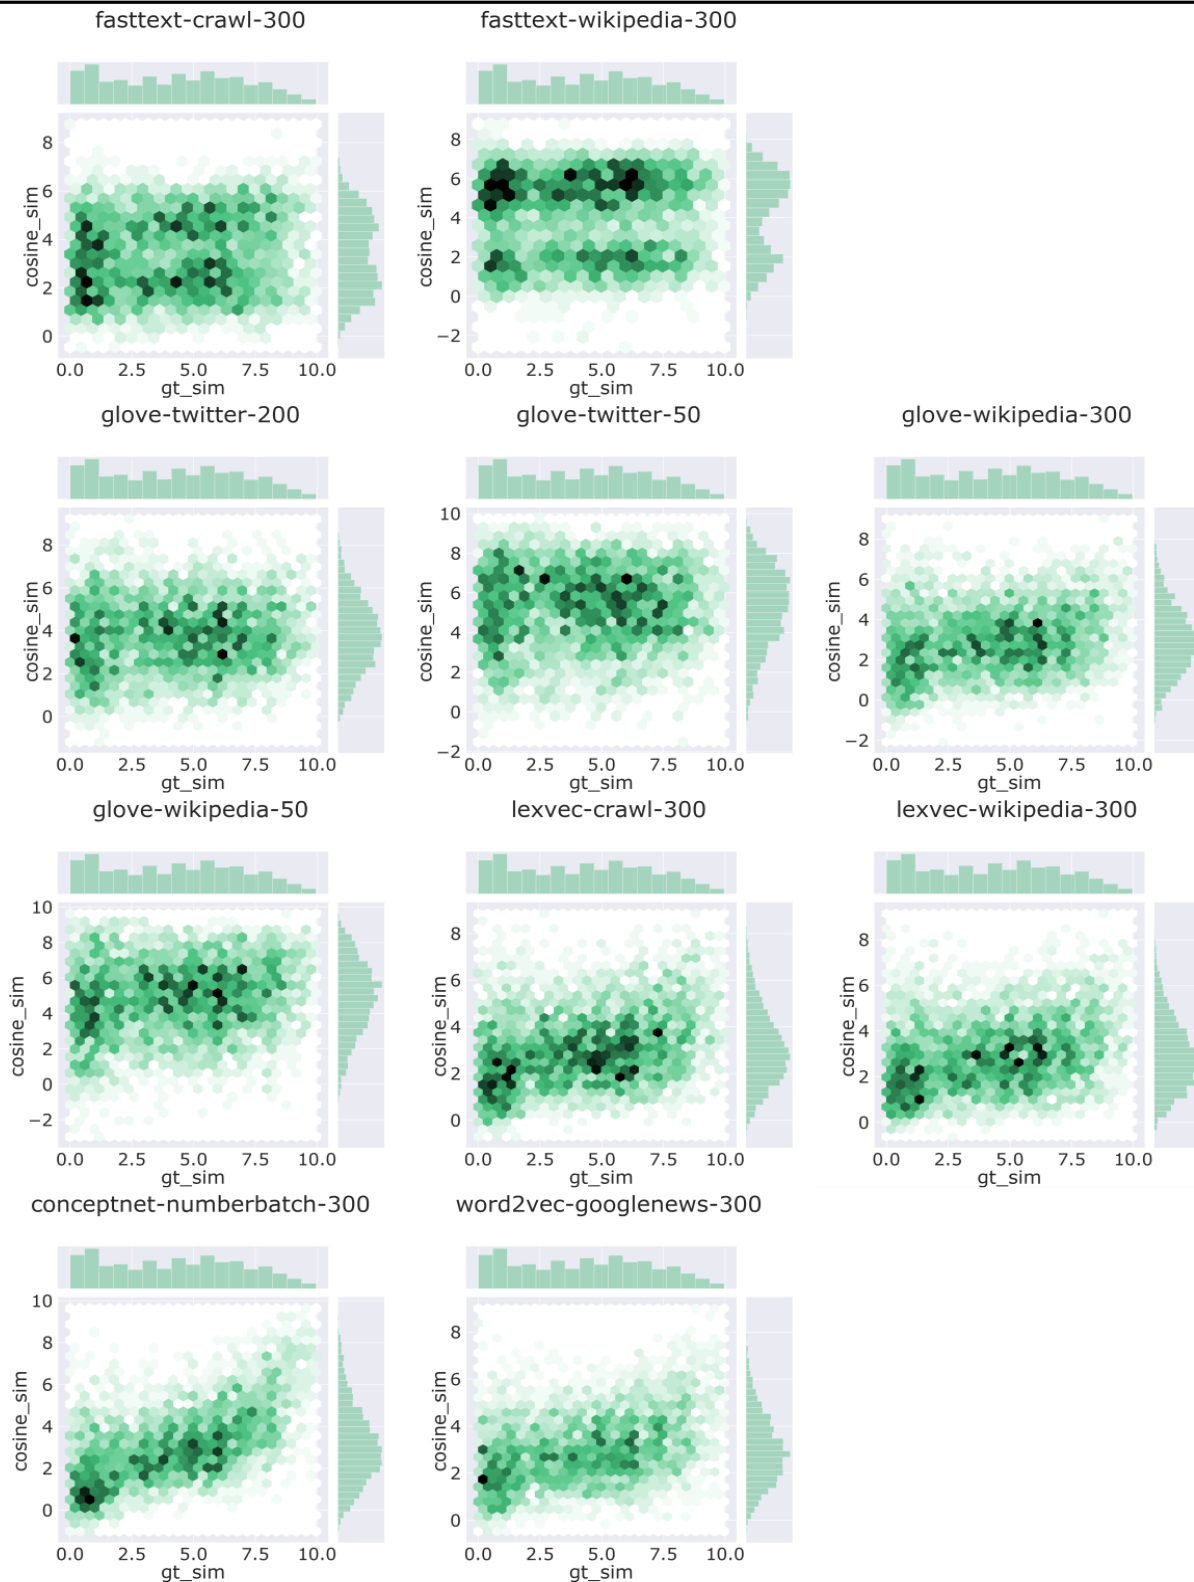 fasttext-crawl-300 fasttext-wikipedia-300
8 8
6 6
4 4
2 2
0 0
−2
cosine_sim cosine_sim
0.0 2.5 5.0 7.5 10.0 0.0 2.5 5.0 7.5 10.0
gt_sim gt_sim
glove-twitter-200 glove-twitter-50 glove-wikipedia-300
8 10 8
6 8 6
4 6 4
2 4 2
0 2 0
0 −2
−2
cosine_sim cosine_sim cosine_sim
0.0 2.5 5.0 7.5 10.0 0.0 2.5 5.0 7.5 10.0 0.0 2.5 5.0 7.5 10.0
gt_sim gt_sim gt_sim
glove-wikipedia-50 lexvec-crawl-300 lexvec-wikipedia-300
10 8 8
8 6 6
6 4 4
4 2 2
2 0 0
0
−2
cosine_sim cosine_sim cosine_sim
0.0 2.5 5.0 7.5 10.0 0.0 2.5 5.0 7.5 10.0 0.0 2.5 5.0 7.5 10.0
gt_sim gt_sim gt_sim
conceptnet-numberbatch-300 word2vec-googlenews-300
10 8
8 6
6 4
4 2
2 0
0
cosine_sim cosine_sim
0.0 2.5 5.0 7.5 10.0 0.0 2.5 5.0 7.5 10.0
gt_sim gt_sim